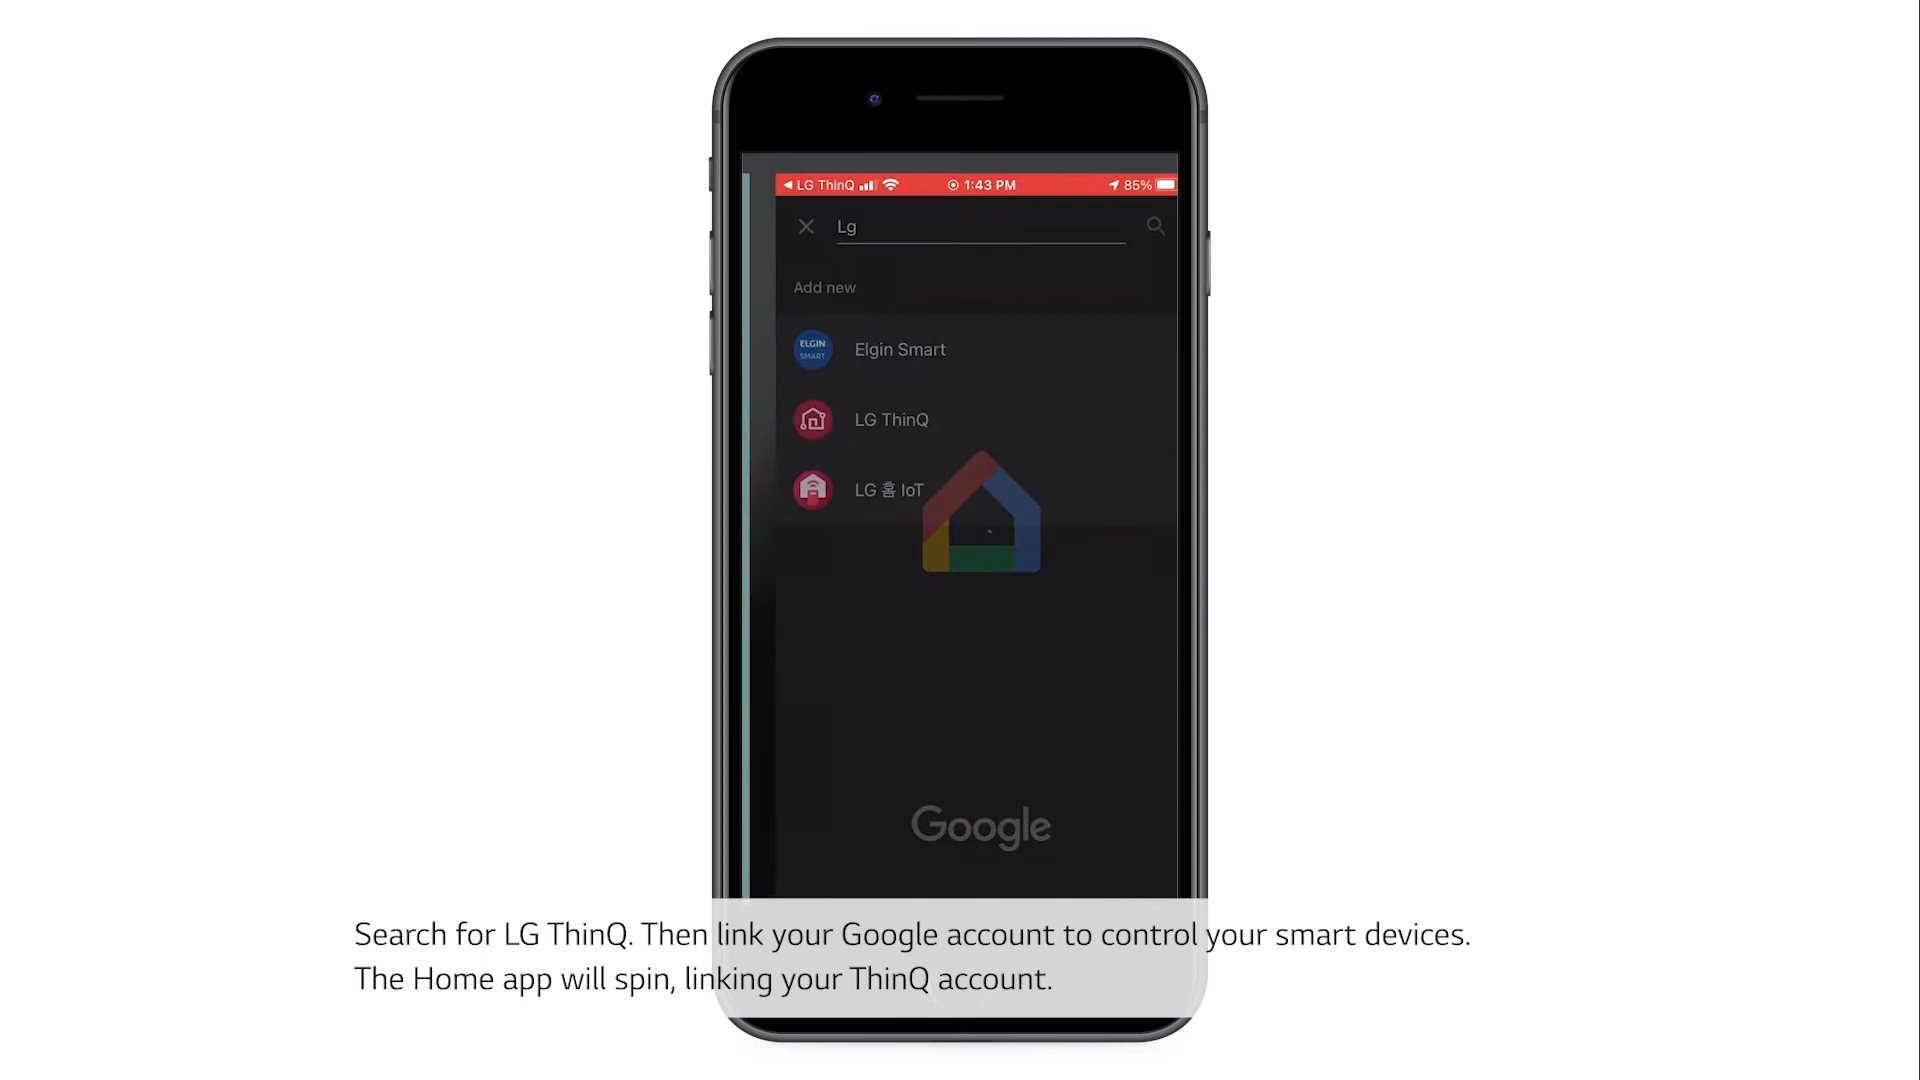 LG ThinQ 1:43 PM 85%
Lg
Add new
ELGIN
SMART
Elgin Smart
LG ThinQ
LG 홈 IoT
Google
Search for LG ThinQ. Then link your Google account to control your smart devices.
The Home app will spin, linking your ThinQ account.